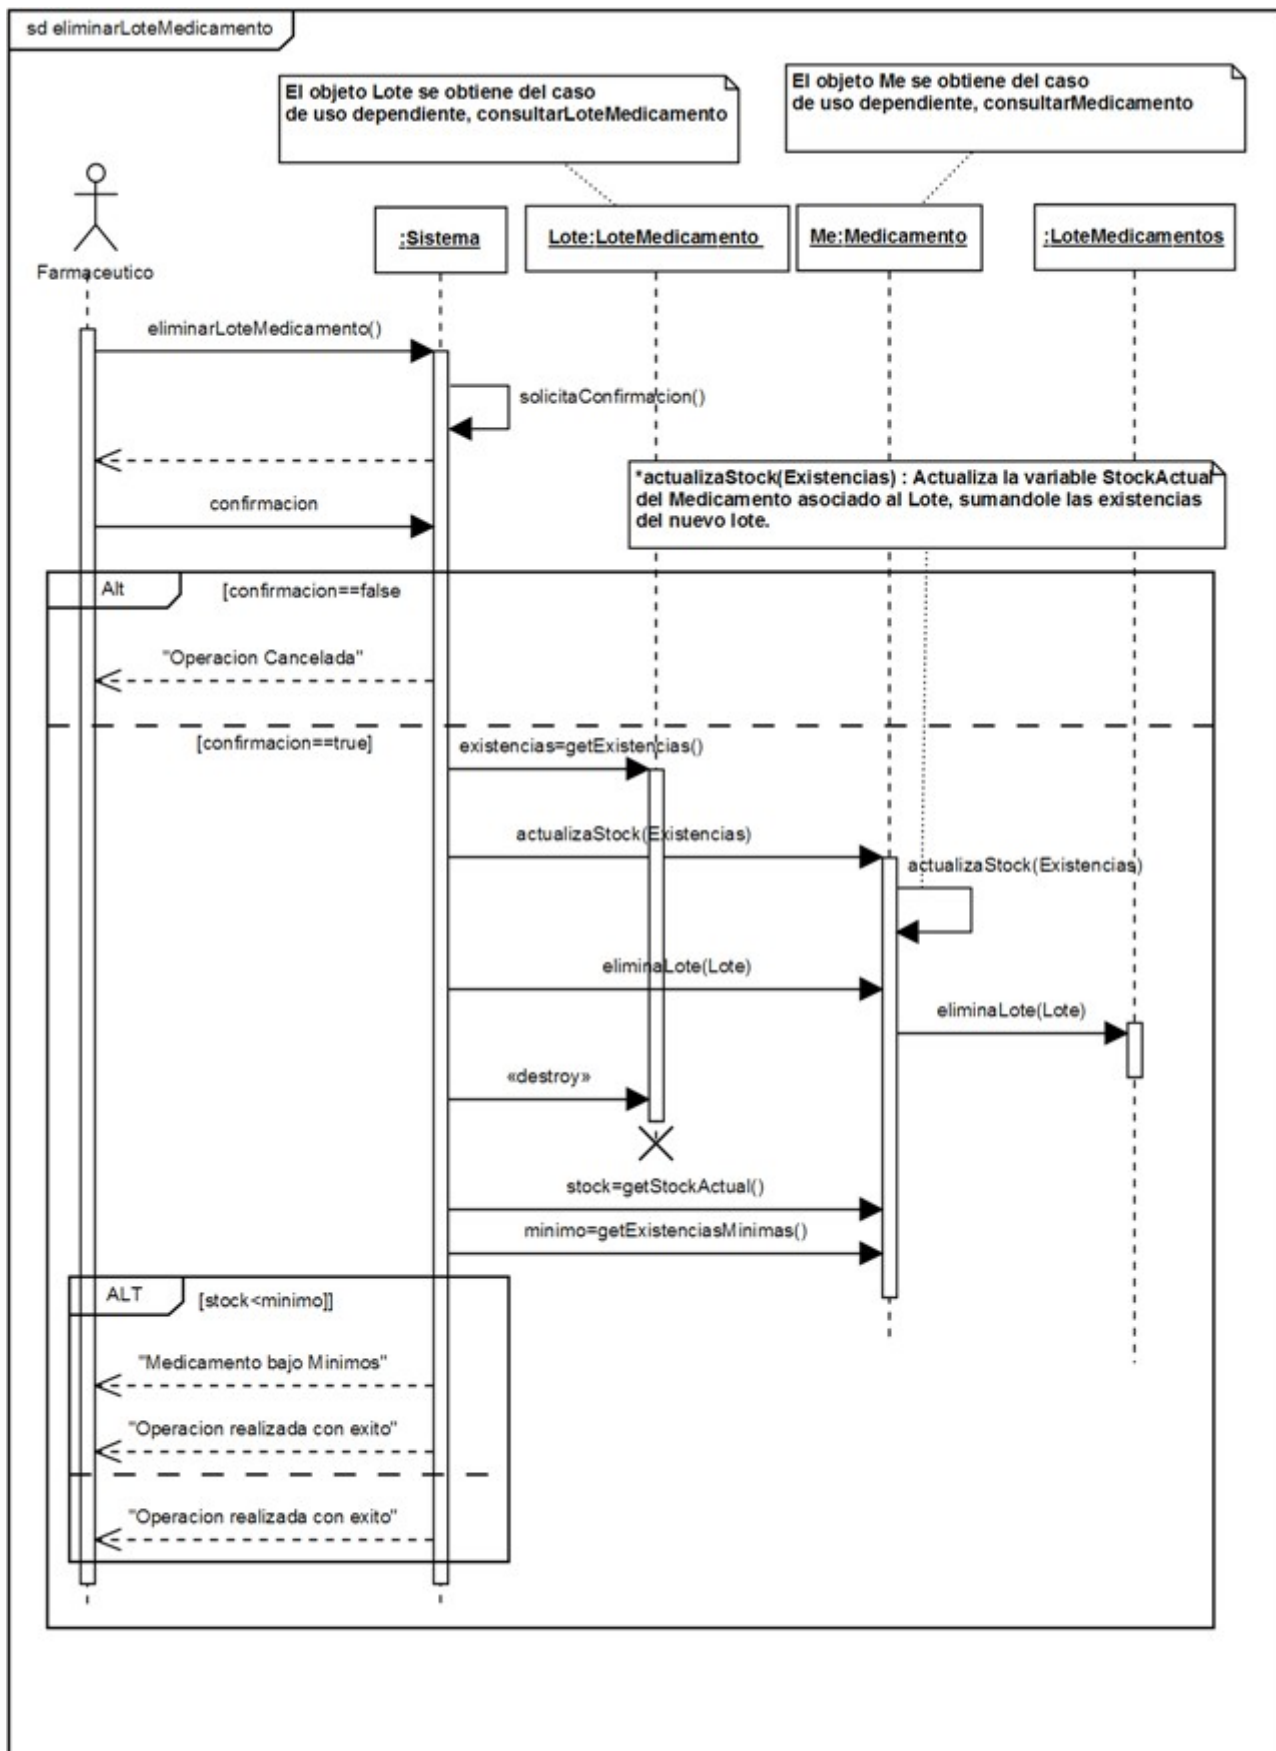 sd eliminarLoteMedicamento
El objeto Lote se obtiene del caso
de uso dependiente, consultarLoteMedicamento
El objeto Me se obtiene del caso
de uso dependiente, consultarMedicamento
Farmaceutico
:Sistema
Lote:LoteMedicamento
Me:Medicamento
:LoteMedicamentos
eliminarLoteMedicamento()
solicitaConfirmacion()
*actualizaStock(Existencias) : Actualiza la variable StockActual
del Medicamento asociado al Lote, sumandole las existencias
del nuevo lote.
confirmacion
Alt
[confirmacion==false
"Operacion Cancelada"
[confirmacion==true]
existencias=getExistencias()
actualizaStock(Existencias)
actualizaStock(Existencias)
eliminaLote(Lote)
eliminaLote(Lote)
«destroy»
stock=getStockActual()
minimo=getExistenciasMinimas()
ALT
[stock<minimo]]
"Medicamento bajo Minimos"
"Operacion realizada con exito"
"Operacion realizada con exito"